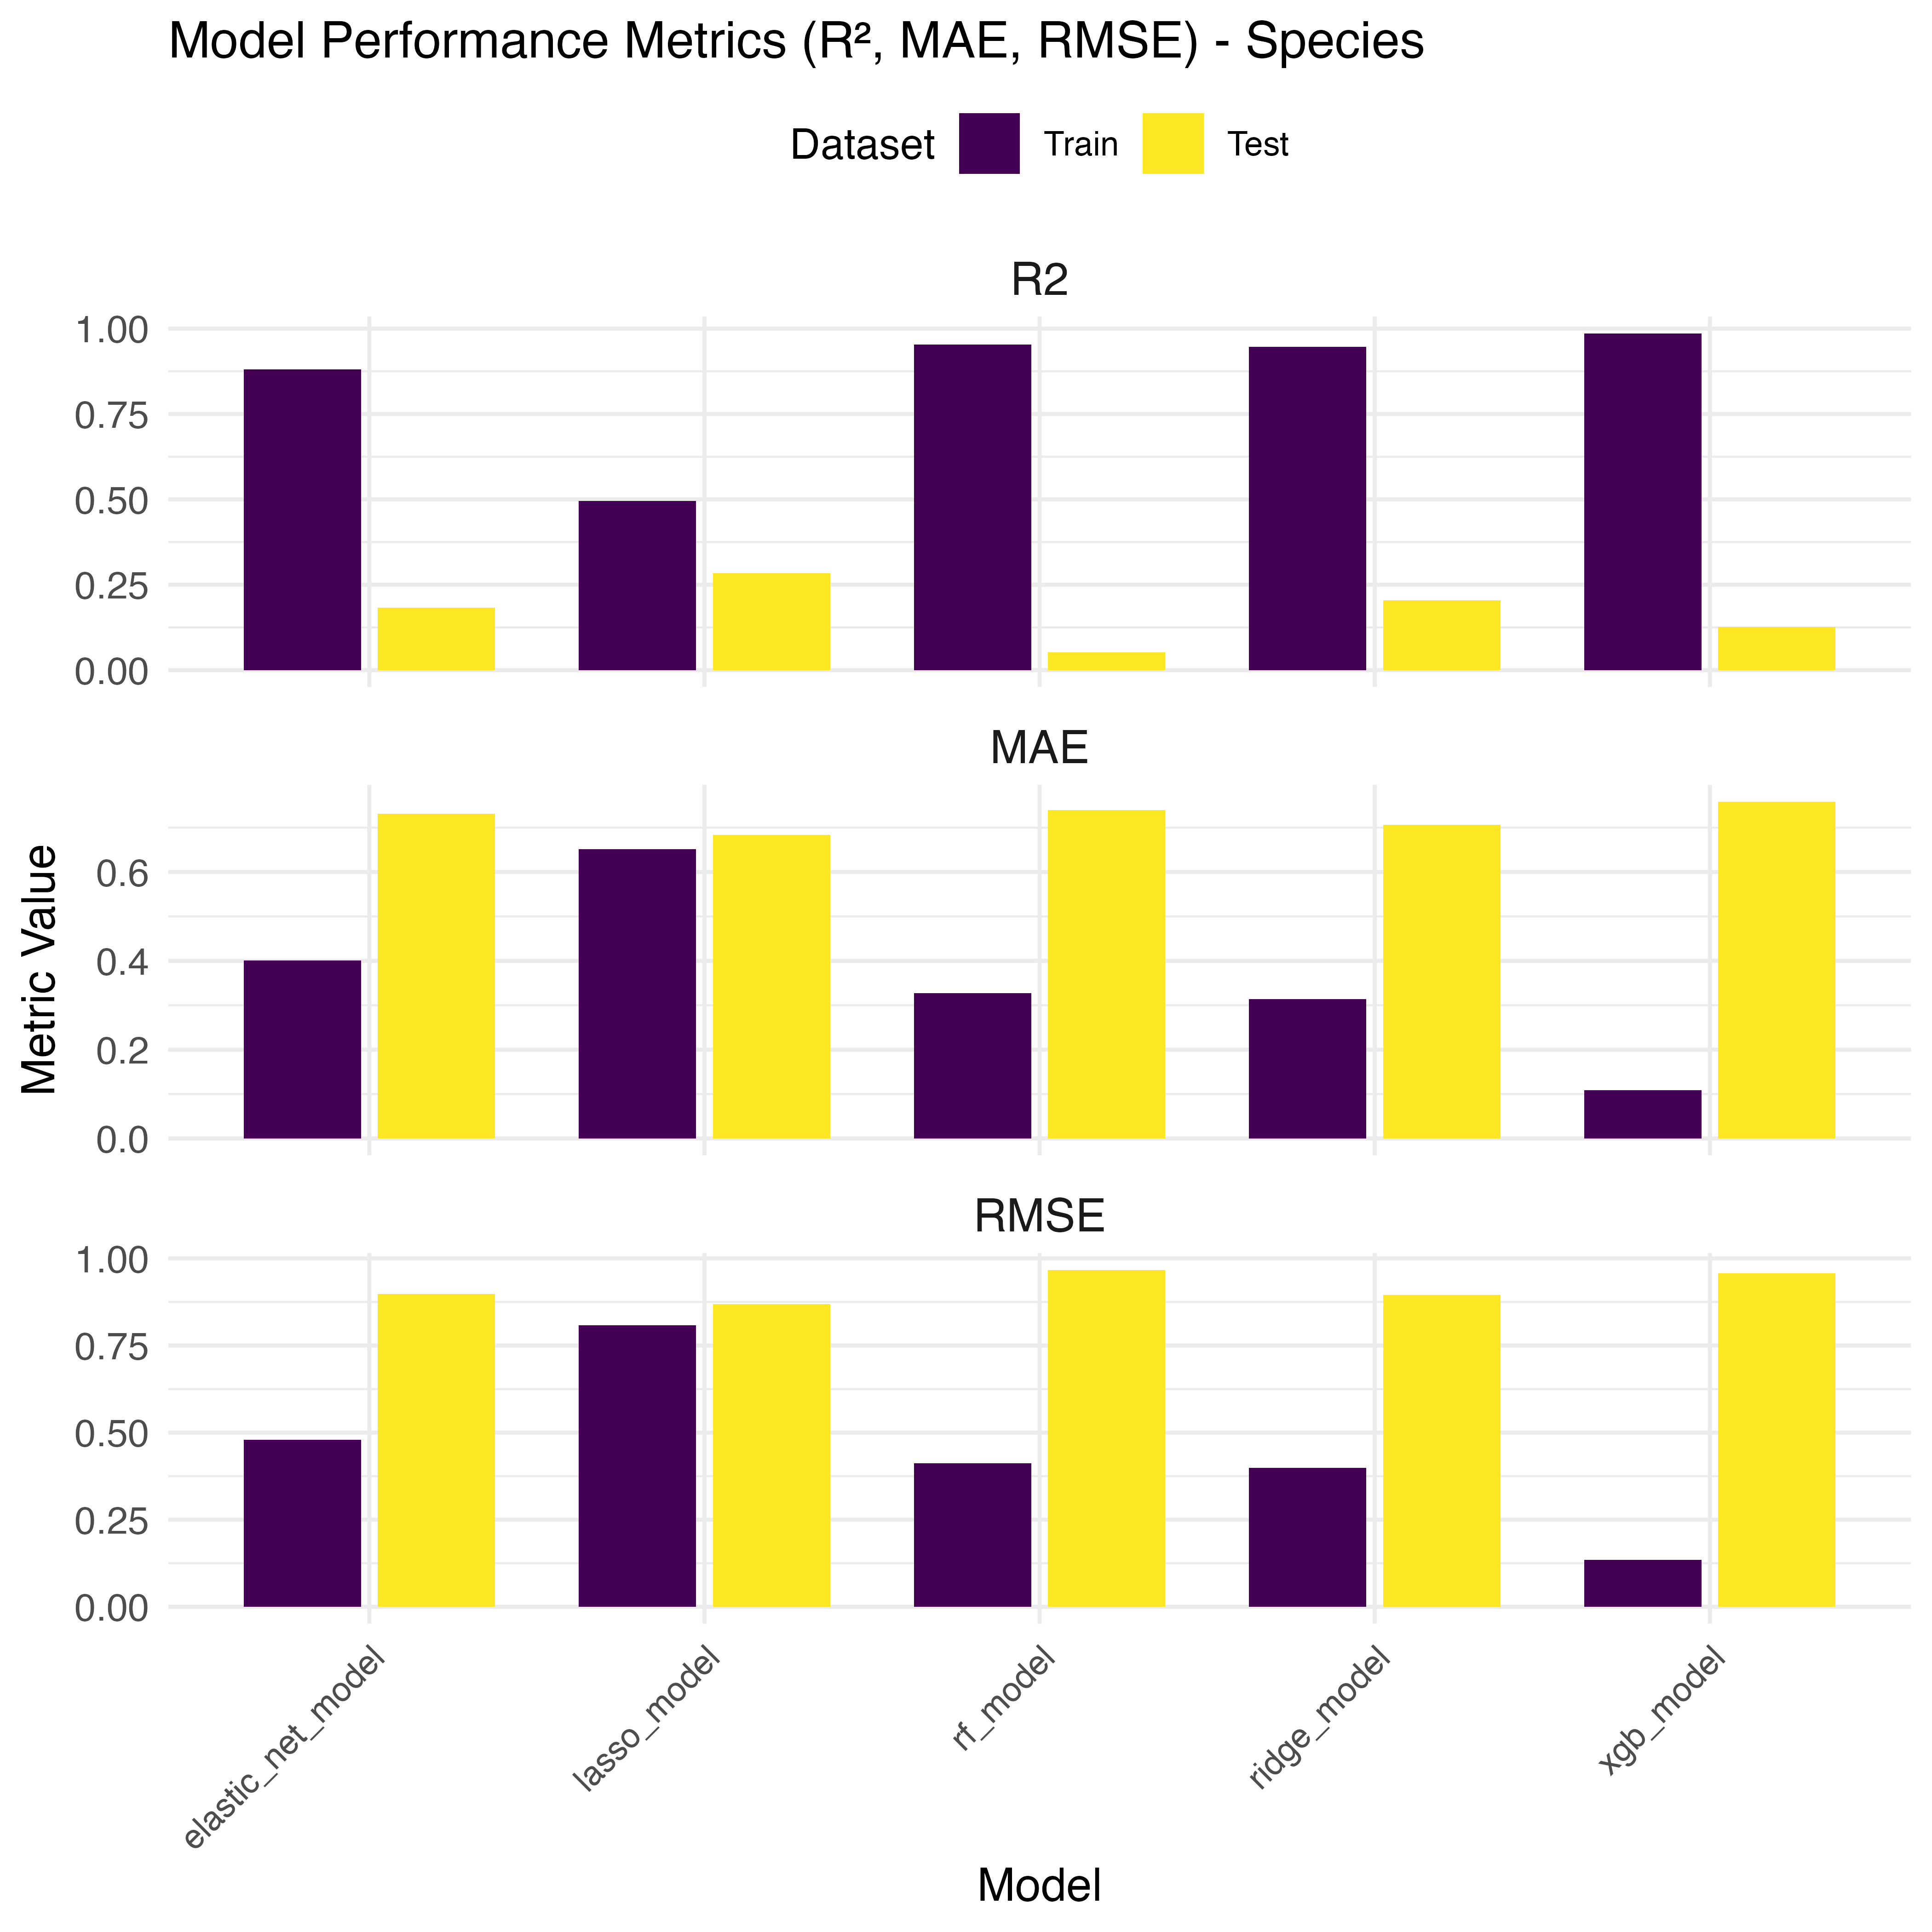 Model Performance Metrics (R², MAE, RMSE) - Species
Dataset Train Test
R2
1.00
0.75
0.50
0.25
0.00
MAE
0.6
0.4
0.2
0.0
RMSE
1.00
0.75
0.50
0.25
0.00
Metric Value
elastic_net_model
lasso_model
rf_model
ridge_model
xgb_model
Model